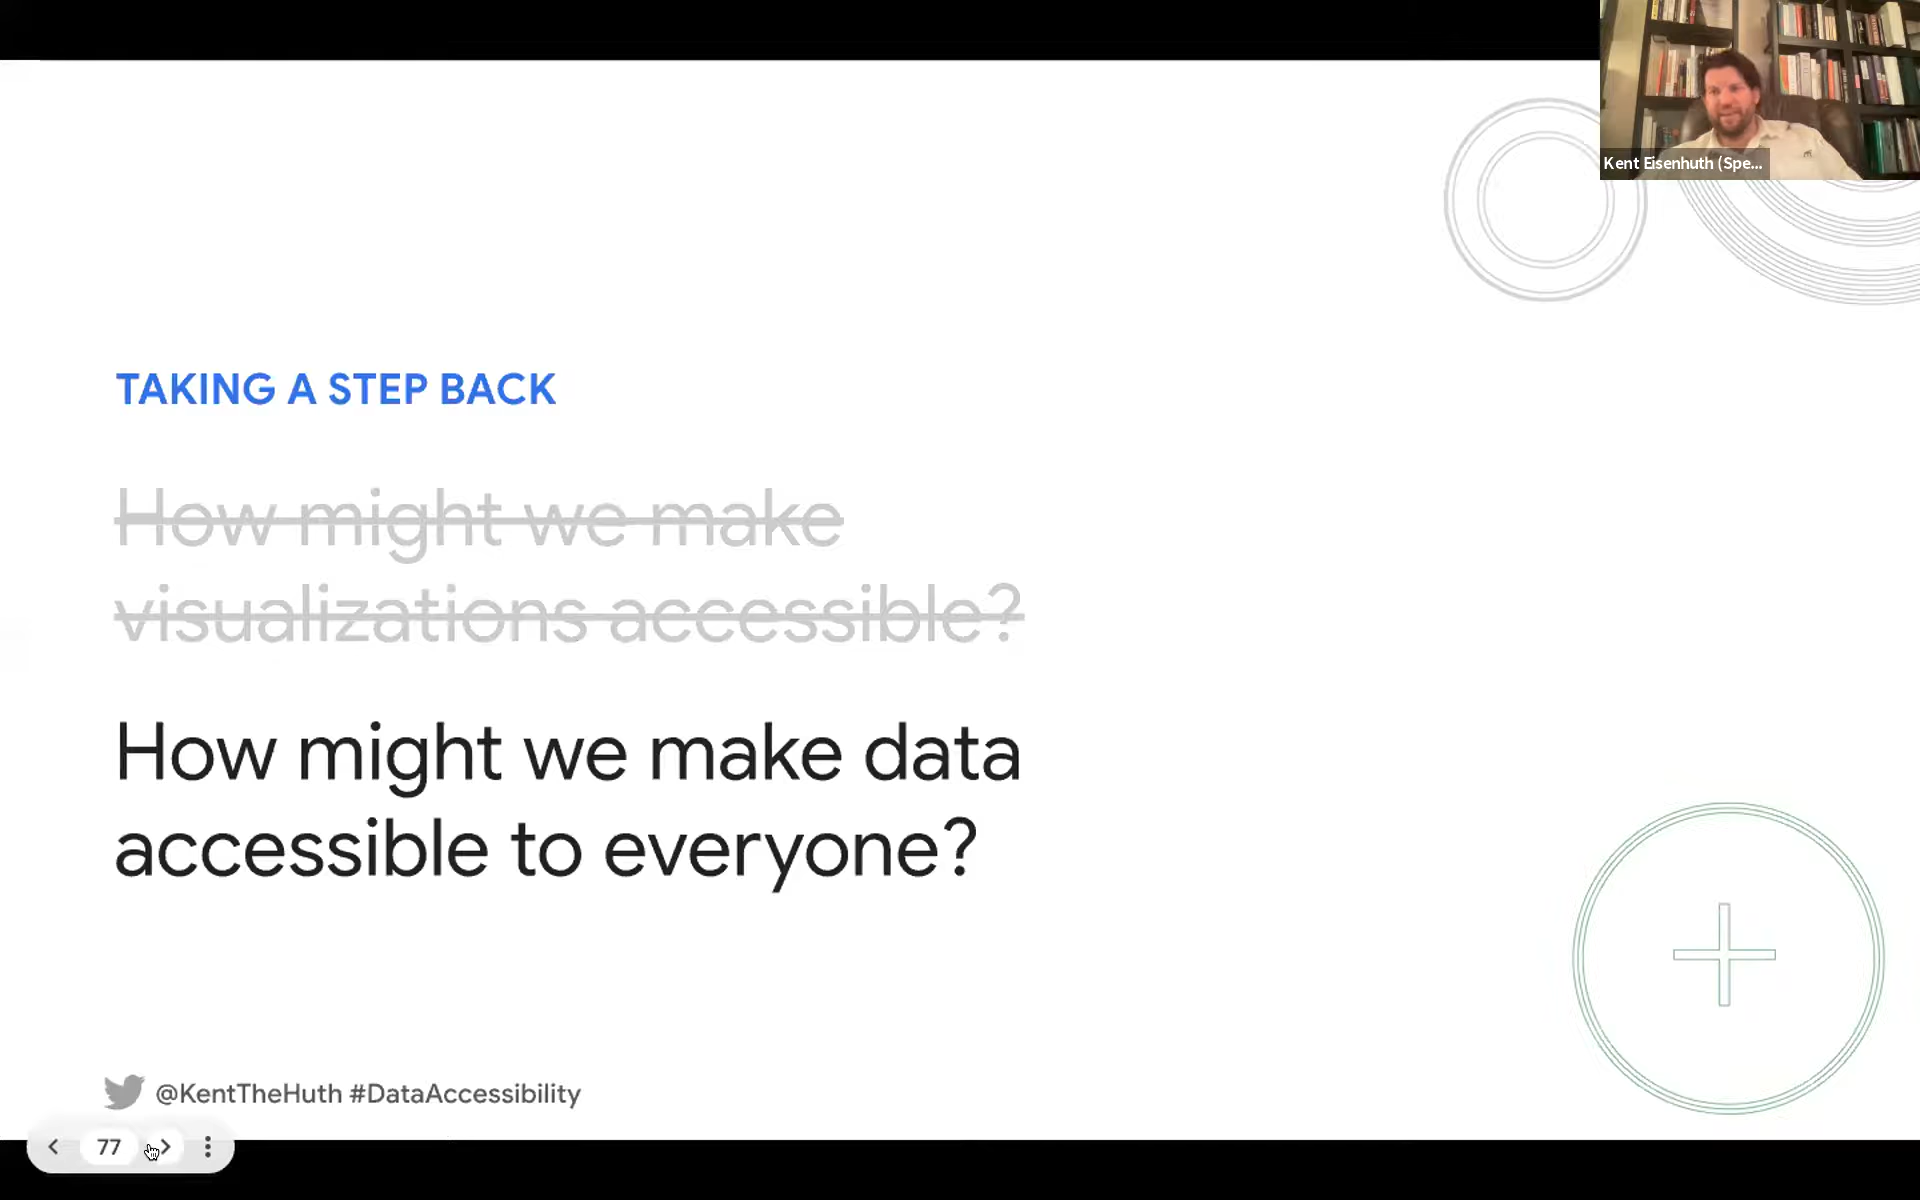 Kent Eisenhuth (Spe...
TAKING A STEP BACK
How might we make
visualizations accessible?
How might we make data
accessible to everyone?
@KentTheHuth #DataAccessibility
77